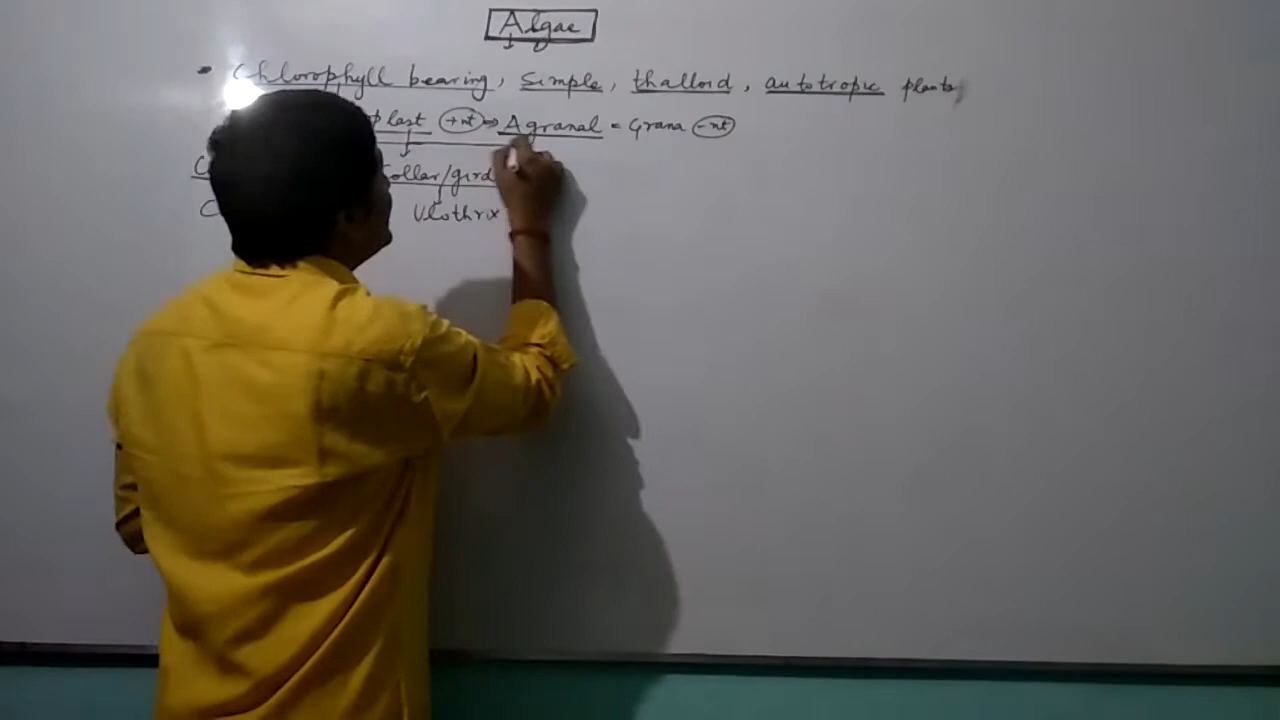 Algae
Chlorophyll bearing, simple, thalloid, autotropic plants,
plast +nt ⇒ Agranal = Grana -nt
Collar/gird
Ulothrix